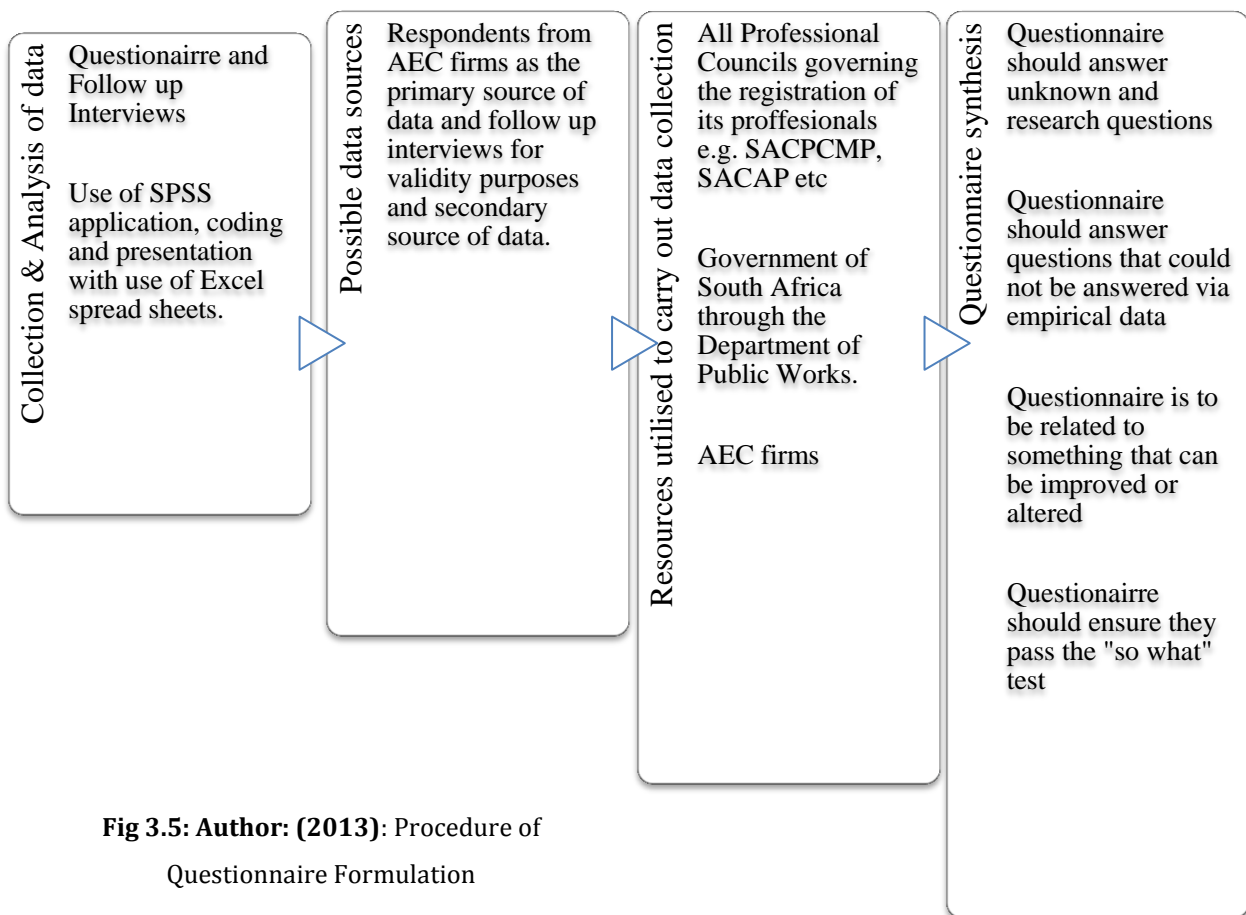 Collection & Analysis of data
Questionairre and
Follow up
Interviews
Use of SPSS
application, coding
and presentation
with use of Excel
spread sheets.
Possible data sources
Respondents from
AEC firms as the
primary source of
data and follow up
interviews for
validity purposes
and secondary
source of data.
Resources utilised to carry out data collection
All Professional
Councils governing
the registration of
its proffesionals
e.g. SACPCMP,
SACAP etc
Government of
South Africa
through the
Department of
Public Works.
AEC firms
Questionnaire synthesis
Questionnaire
should answer
unknown and
research questions
Questionnaire
should answer
questions that could
not be answered via
empirical data
Questionnaire is to
be related to
something that can
be improved or
altered
Questionairre
should ensure they
pass the "so what"
test
Fig 3.5: Author: (2013): Procedure of
Questionnaire Formulation